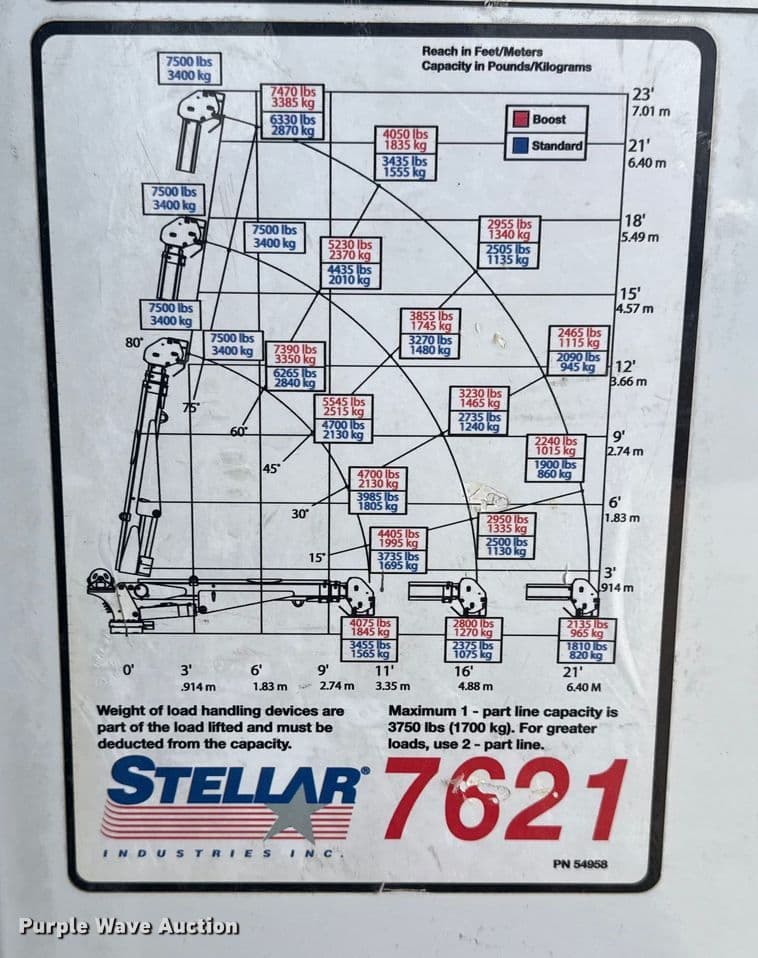 Reach in Feet/Meters
Capacity in Pounds/Kilograms
7500 lbs
3400 kg
7470 lbs
3385 kg
6330 lbs
2870 kg
23'
7.01 m
Boost
Standard
4050 lbs
1835 kg
3435 lbs
1555 kg
21'
6.40 m
7500 lbs
3400 kg
7500 lbs
3400 kg
5230 lbs
2370 kg
4435 lbs
2010 kg
2955 lbs
1340 kg
2505 lbs
1135 kg
18'
5.49 m
15'
4.57 m
7500 lbs
3400 kg
80°
7500 lbs
3400 kg
7390 lbs
3350 kg
6265 lbs
2840 kg
3855 lbs
1745 kg
3270 lbs
1480 kg
2465 lbs
1115 kg
2090 lbs
945 kg
12'
3.66 m
75°
60°
45°
5545 lbs
2515 kg
4700 lbs
2130 kg
3230 lbs
1465 kg
2735 lbs
1240 kg
2240 lbs
1015 kg
1900 lbs
860 kg
9'
2.74 m
30°
4700 lbs
2130 kg
3985 lbs
1805 kg
6'
1.83 m
15°
4405 lbs
1995 kg
3735 lbs
1695 kg
2950 lbs
1335 kg
2500 lbs
1130 kg
3'
.914 m
4075 lbs
1845 kg
3455 lbs
1565 kg
2800 lbs
1270 kg
2375 lbs
1075 kg
2135 lbs
965 kg
1810 lbs
820 kg
0' 3' 6' 9' 11' 16' 21'
.914 m 1.83 m 2.74 m 3.35 m 4.88 m 6.40 M
Weight of load handling devices are
part of the load lifted and must be
deducted from the capacity.
Maximum 1 - part line capacity is
3750 lbs (1700 kg). For greater
loads, use 2 - part line.
STELLAR® 7621
INDUSTRIES INC.
PN 54958
Purple Wave Auction